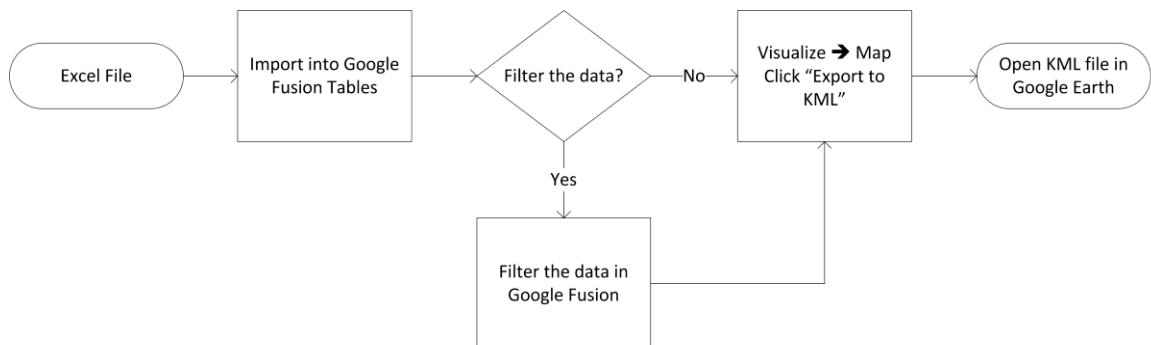 Excel File
Import into Google
Fusion Tables
Filter the data?
No
Visualize 🡪 Map
Click “Export to
KML”
Open KML file in
Google Earth
Yes
Filter the data in
Google Fusion